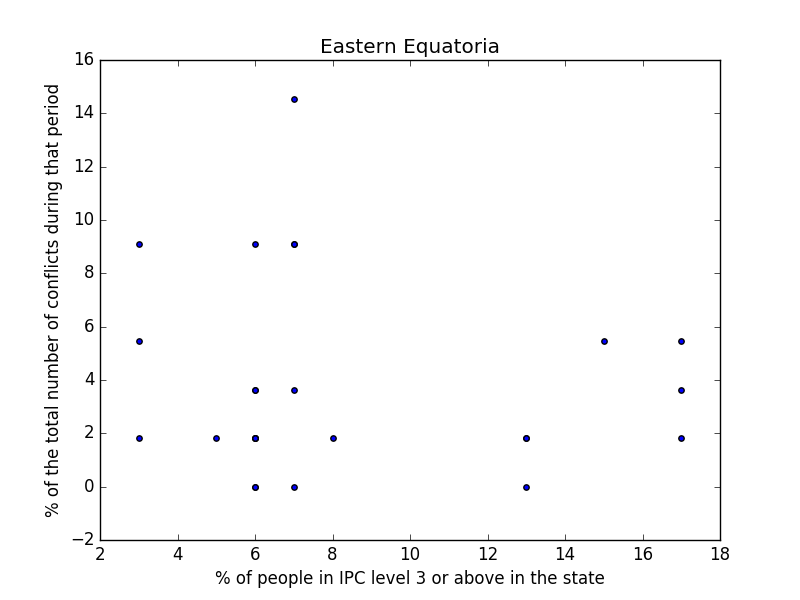 Eastern Equatoria
% of the total number of conflicts during that period
16
14
12
10
8
6
4
2
0
−2
2 4 6 8 10 12 14 16 18
% of people in IPC level 3 or above in the state